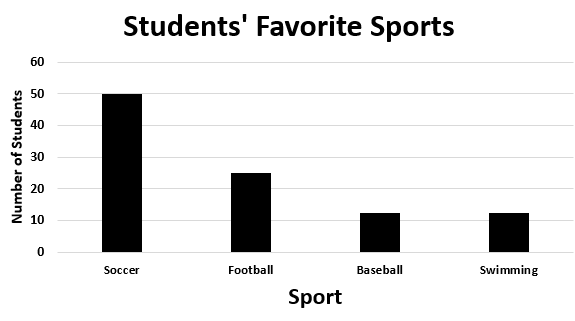 Students' Favorite Sports
Number of Students
60
50
40
30
20
10
0
Soccer Football Baseball Swimming
Sport